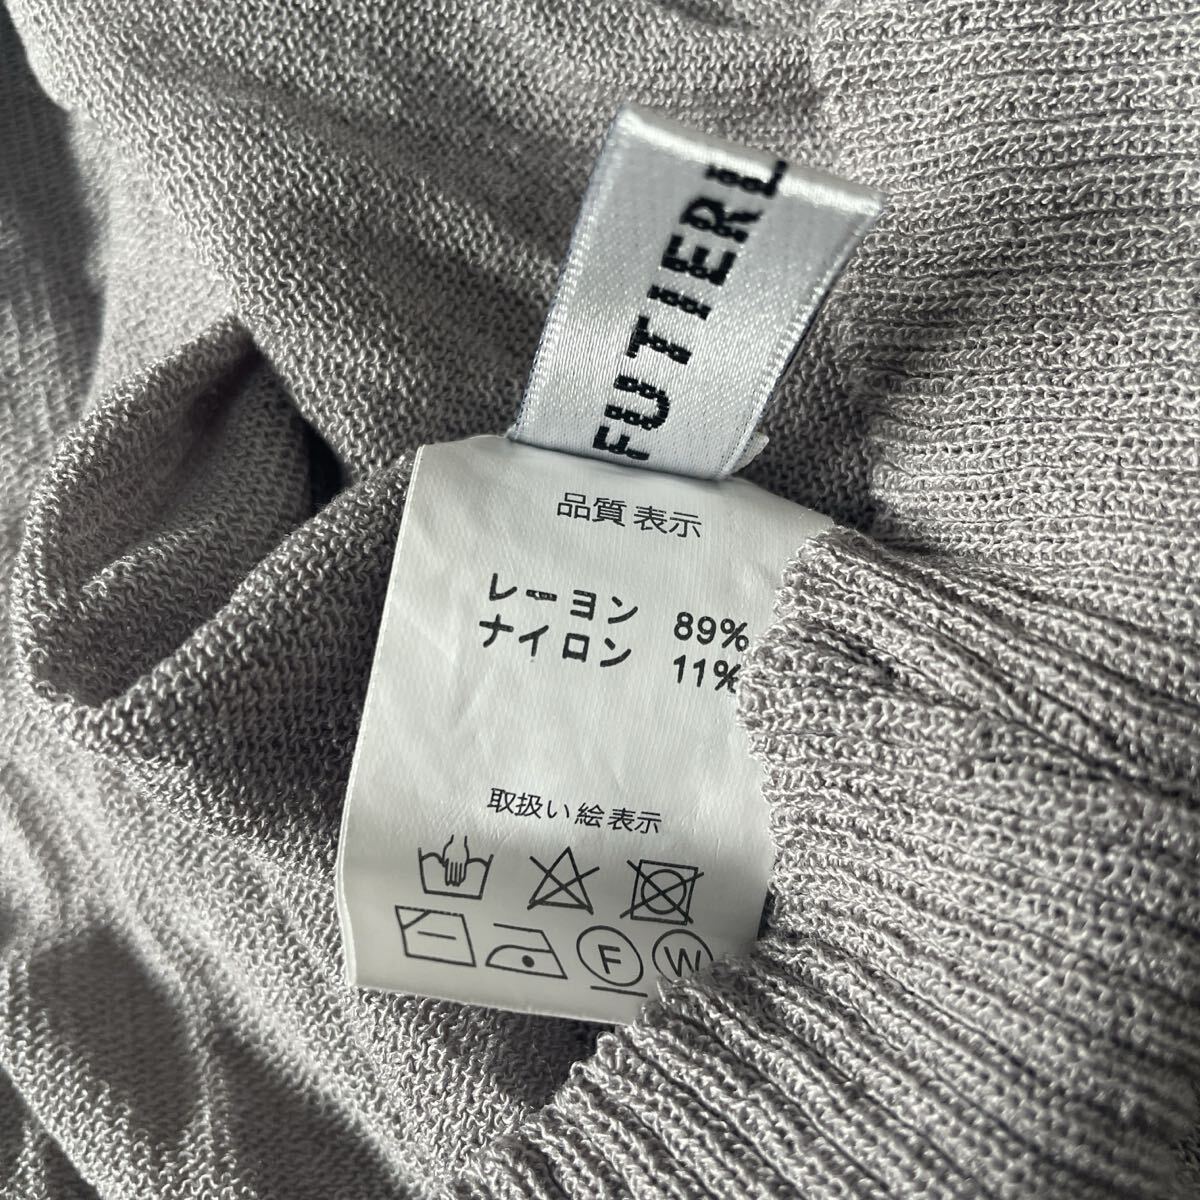 FUTIERL
品質表示
レーヨン 89%
ナイロン 11%
取扱い絵表示
F W